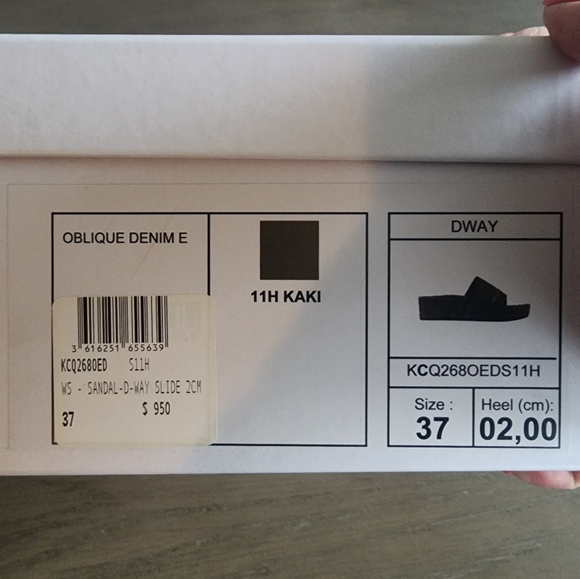 OBLIQUE DENIM E
3 616251 655639
KCQ268OED S11H
WS - SANDAL-D-WAY SLIDE 2CM
$ 950
37
11H KAKI
DWAY
KCQ268OEDS11H
Size :
37
Heel (cm):
02,00